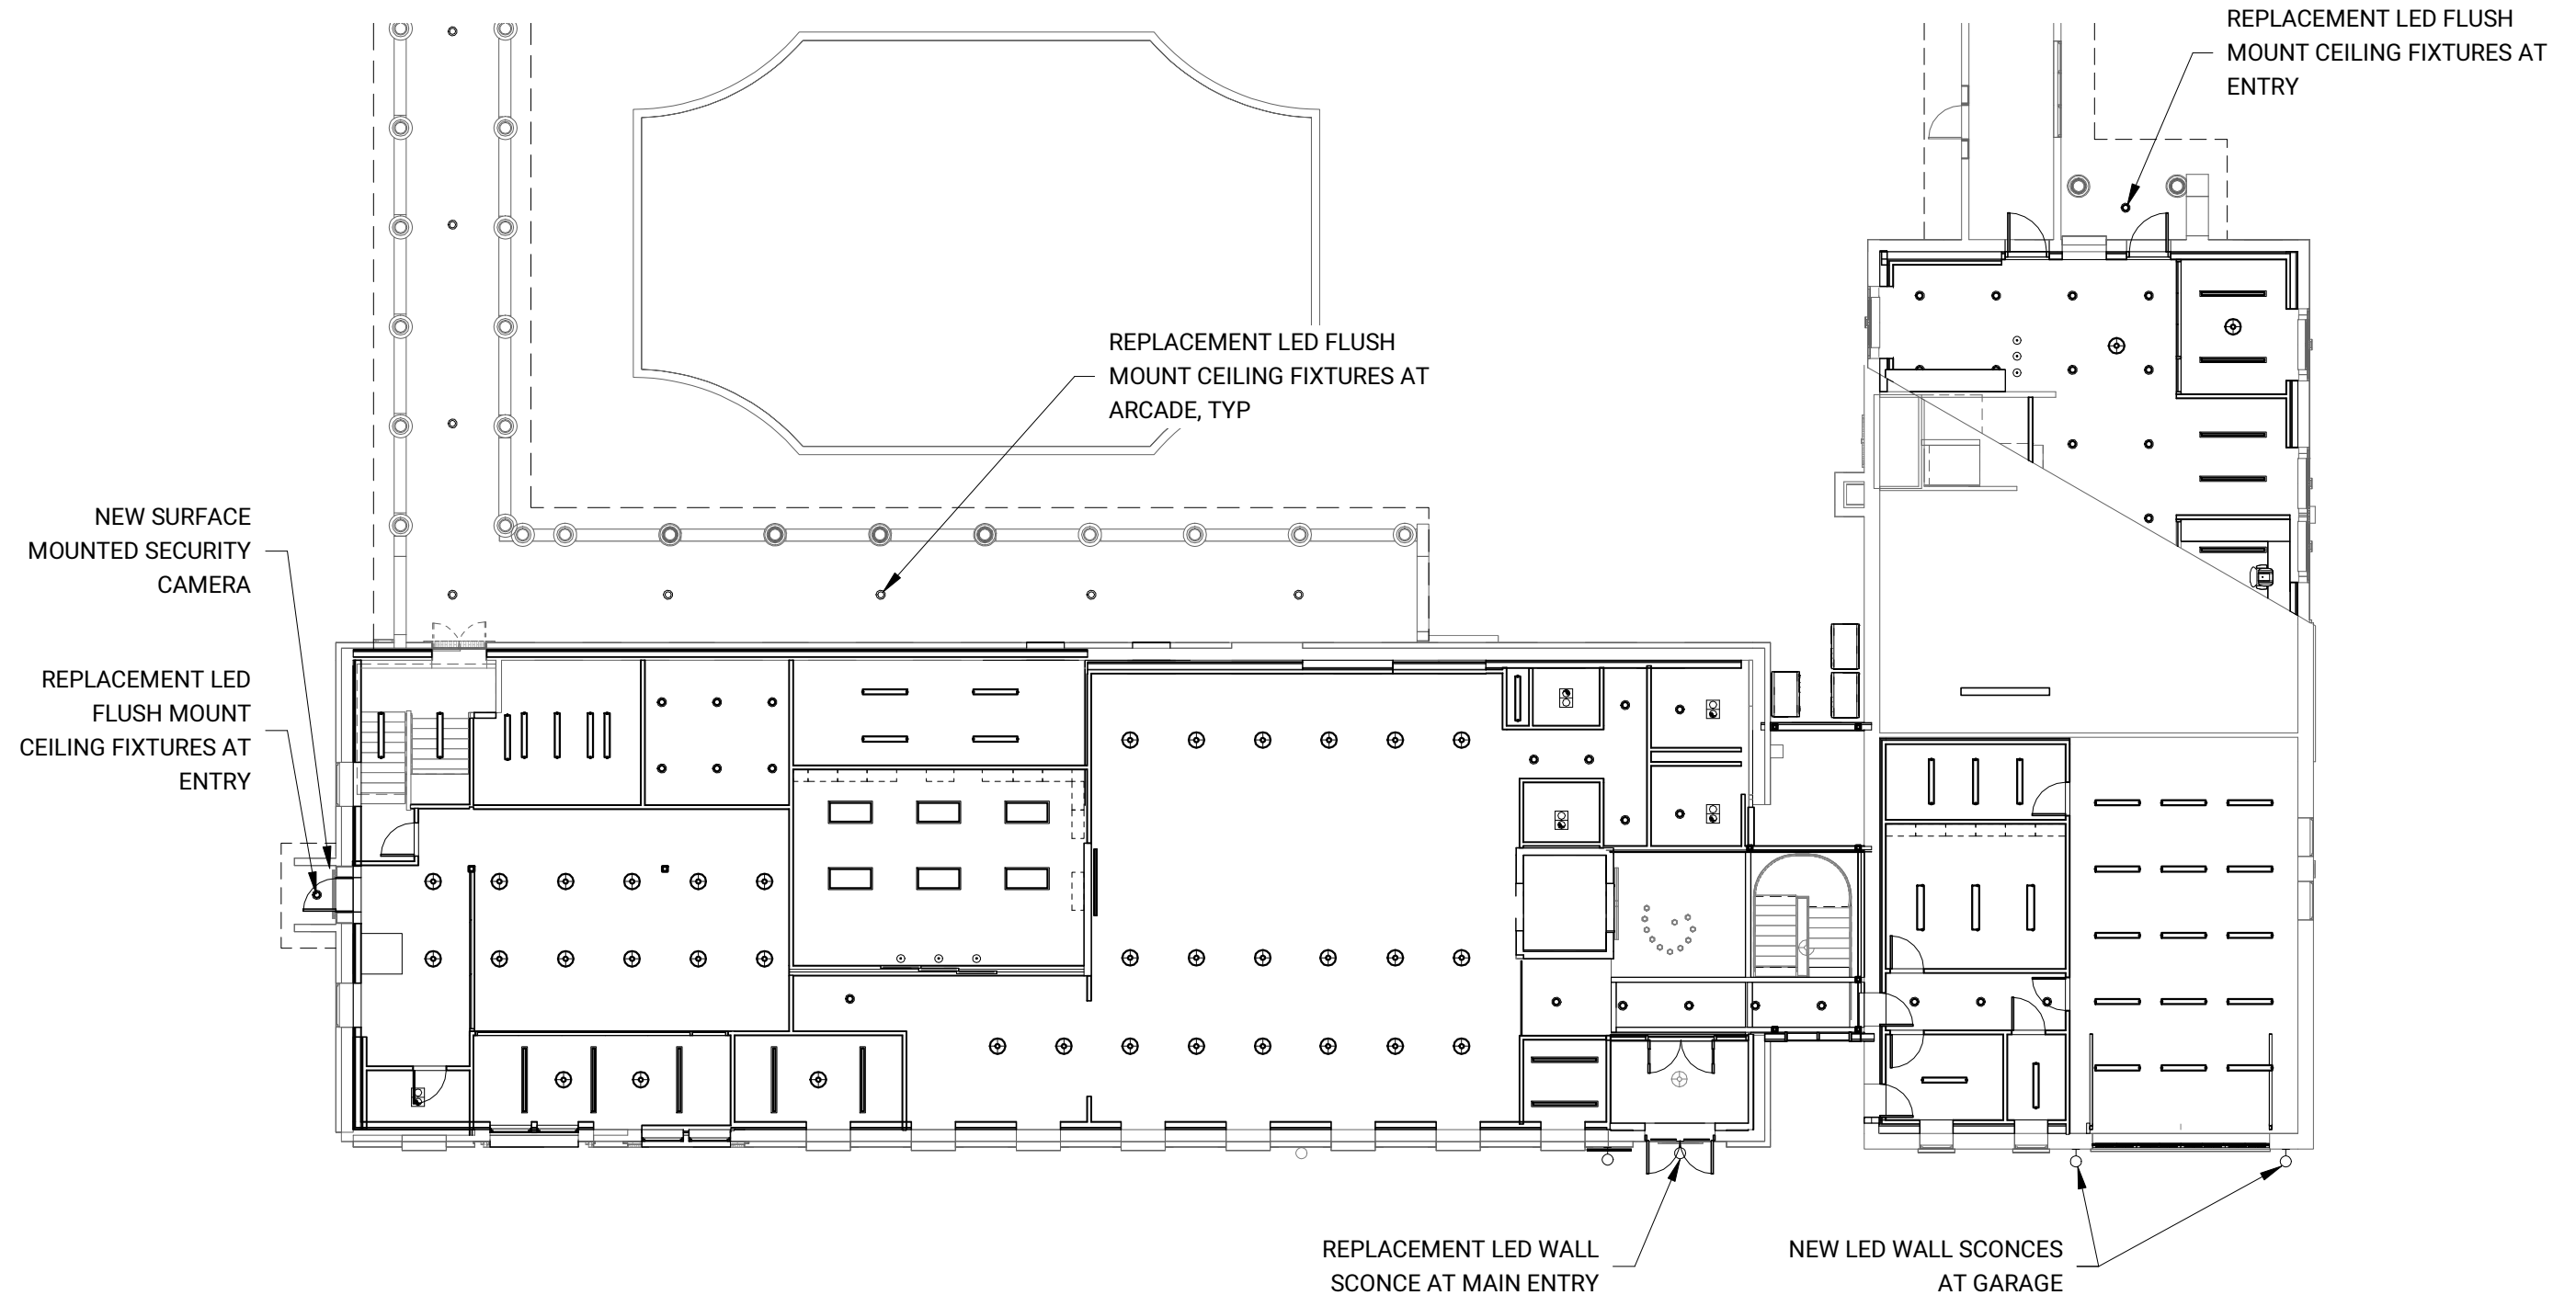 REPLACEMENT LED FLUSH
MOUNT CEILING FIXTURES AT
ENTRY
REPLACEMENT LED FLUSH
MOUNT CEILING FIXTURES AT
ARCADE, TYP
NEW SURFACE
MOUNTED SECURITY
CAMERA
REPLACEMENT LED
FLUSH MOUNT
CEILING FIXTURES AT
ENTRY
REPLACEMENT LED WALL
SCONCE AT MAIN ENTRY
NEW LED WALL SCONCES
AT GARAGE